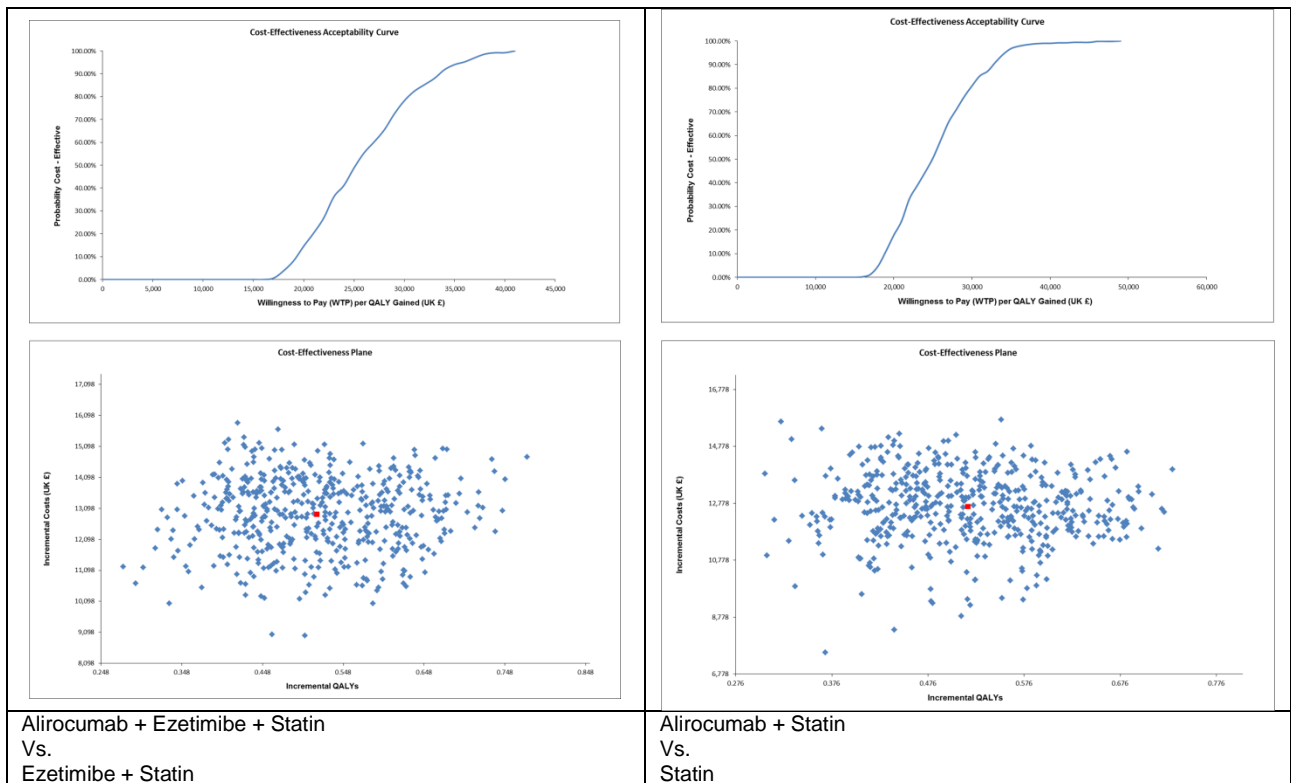 Cost-Effectiveness Acceptability Curve
100.00%
90.00%
80.00%
70.00%
60.00%
50.00%
40.00%
30.00%
20.00%
10.00%
0.00%
Probability Cost - Effective
0 5,000 10,000 15,000 20,000 25,000 30,000 35,000 40,000 45,000
Willingness to Pay (WTP) per QALY Gained (UK £)
Cost-Effectiveness Acceptability Curve
100.00%
90.00%
80.00%
70.00%
60.00%
50.00%
40.00%
30.00%
20.00%
10.00%
0.00%
Probability Cost - Effective
0 10,000 20,000 30,000 40,000 50,000 60,000
Willingness to Pay (WTP) per QALY Gained (UK £)
Cost-Effectiveness Plane
17,098
16,098
15,098
14,098
13,098
12,098
11,098
10,098
9,098
8,098
Incremental Costs (UK £)
0.248 0.348 0.448 0.548 0.648 0.748 0.848
Incremental QALYs
Cost-Effectiveness Plane
16,778
14,778
12,778
10,778
8,778
6,778
Incremental Costs (UK £)
0.276 0.376 0.476 0.576 0.676 0.776
Incremental QALYs
Alirocumab + Ezetimibe + Statin
Vs.
Ezetimibe + Statin
Alirocumab + Statin
Vs.
Statin